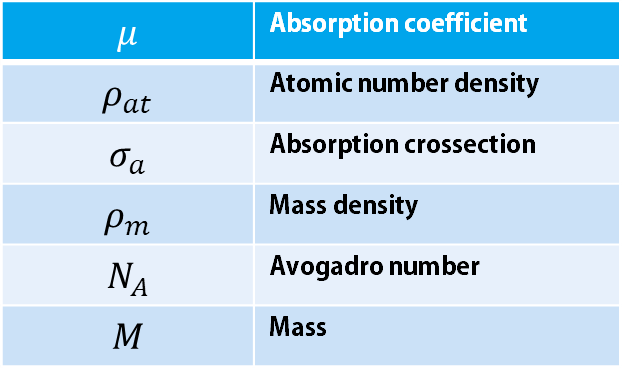 μ Absorption coefficient
ρ_at Atomic number density
σ_a Absorption crossection
ρ_m Mass density
N_A Avogadro number
M Mass